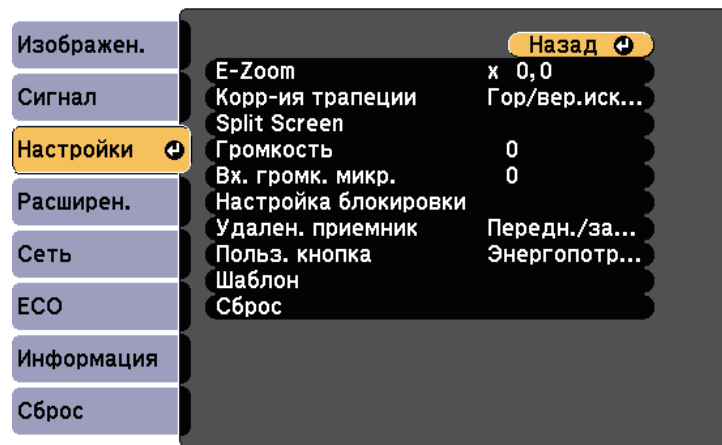 Изображен.
Сигнал
Настройки
Расширен.
Сеть
ECO
Информация
Сброс
Назад
E-Zoom x 0,0
Корр-ия трапеции Гор/вер.иск...
Split Screen
Громкость 0
Вх. громк. микр. 0
Настройка блокировки
Удален. приемник Передн./за...
Польз. кнопка Энергопотр...
Шаблон
Сброс